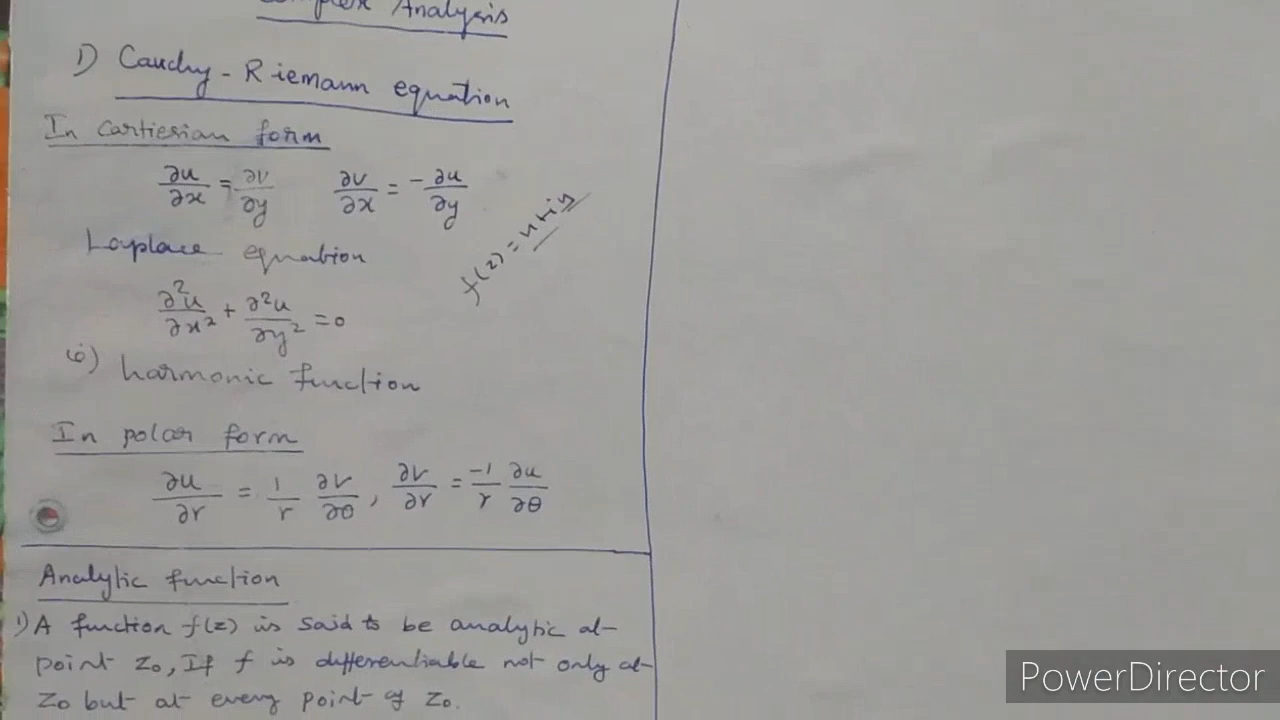 Complex Analysis
1) Cauchy - Riemann equation
In Cartiesian form
∂u/∂x = ∂v/∂y   ∂v/∂x = -∂u/∂y
f(z) = u+iy
Laplace equation
∂²u/∂x² + ∂²u/∂y² = 0
harmonic function
In polar form
∂u/∂r = 1/r ∂v/∂θ, ∂v/∂r = -1/r ∂u/∂θ
Analytic function
1) A function f(z) is said to be analytic at
point z₀, If f is differentiable not only at
z₀ but at every point of z₀.
PowerDirector